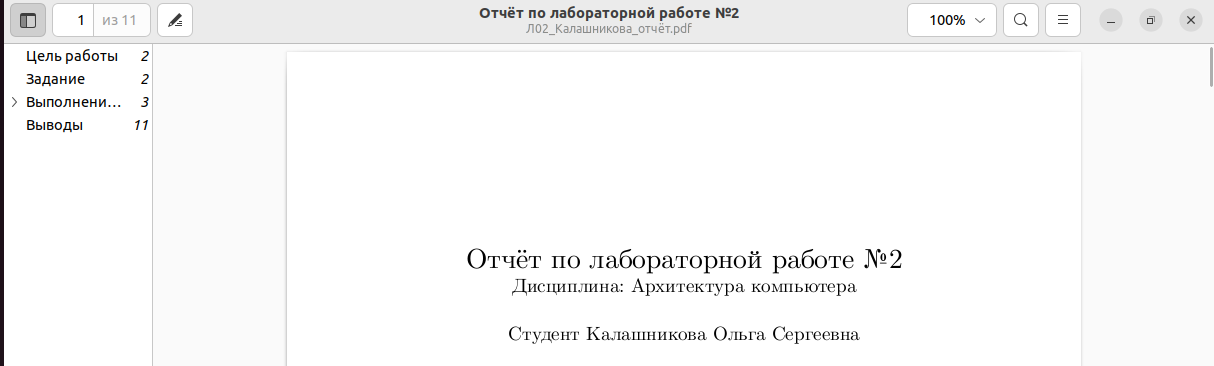 Отчёт по лабораторной работе №2
Л02_Калашникова_отчёт.pdf
1 из 11
100%
Цель работы 2
Задание 2
Выполнени… 3
Выводы 11
Отчёт по лабораторной работе №2
Дисциплина: Архитектура компьютера
Студент Калашникова Ольга Сергеевна